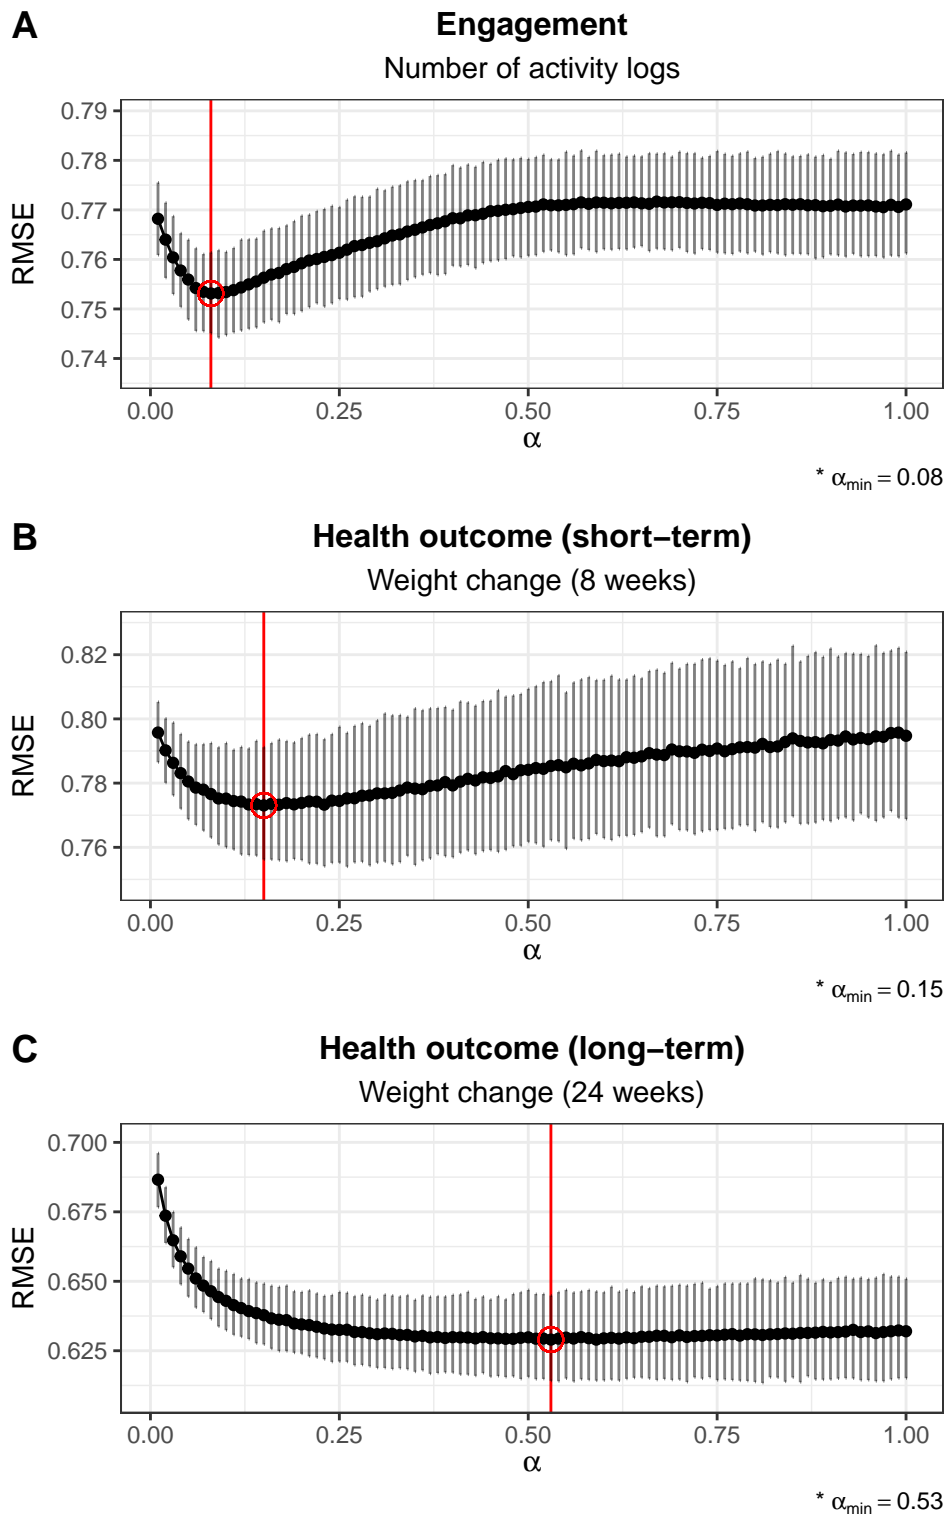 A
Engagement
Number of activity logs
RMSE
0.79
0.78
0.77
0.76
0.75
0.74
0.00 0.25 0.50 0.75 1.00
α
* αmin = 0.08
B
Health outcome (short−term)
Weight change (8 weeks)
RMSE
0.82
0.80
0.78
0.76
0.00 0.25 0.50 0.75 1.00
α
* αmin = 0.15
C
Health outcome (long−term)
Weight change (24 weeks)
RMSE
0.700
0.675
0.650
0.625
0.00 0.25 0.50 0.75 1.00
α
* αmin = 0.53